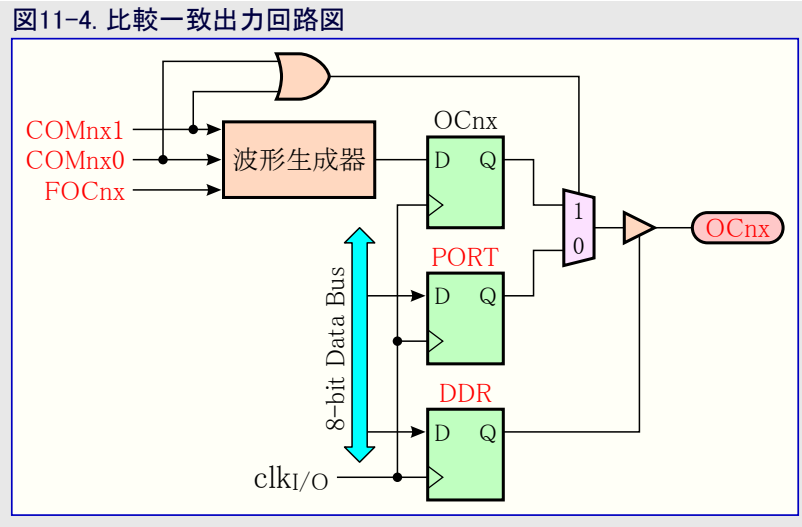 図11-4. 比較一致出力回路図
COMnx1
COMnx0
FOCnx
波形生成器
OCnx
D Q
1
0
OCnx
PORT
D Q
8-bit Data Bus
DDR
D Q
clkI/O